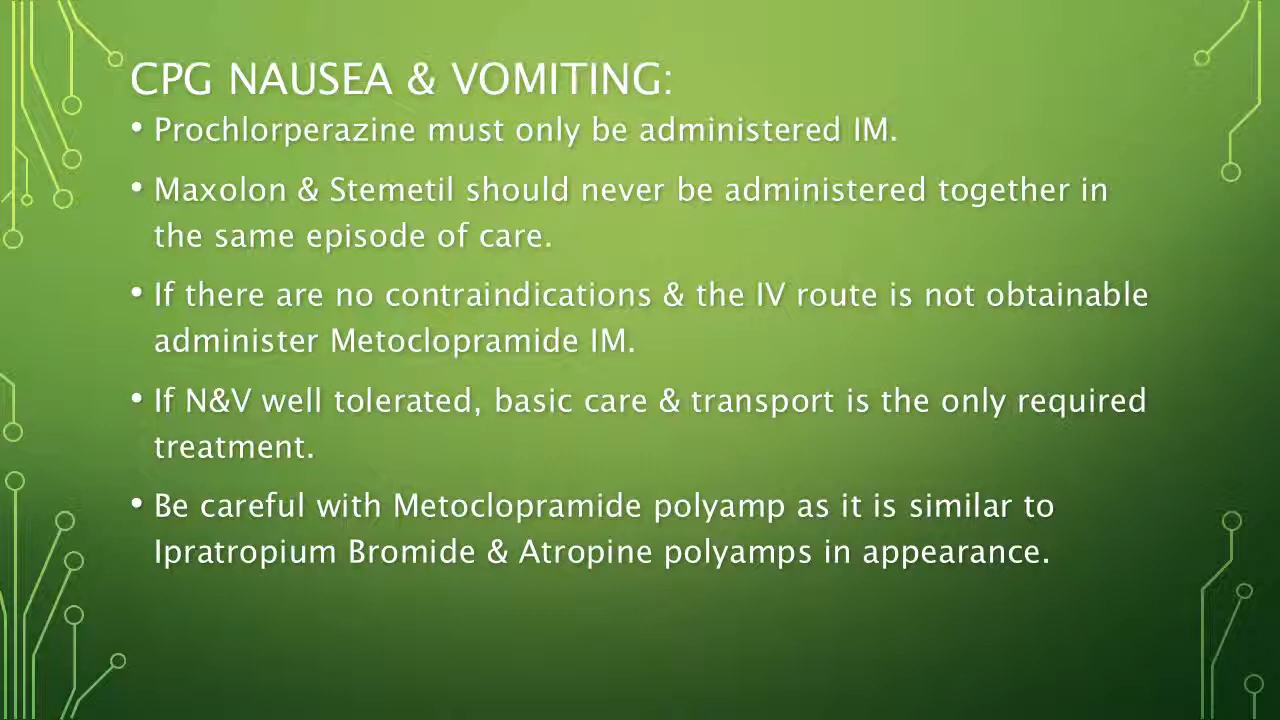 CPG NAUSEA & VOMITING:
• Prochlorperazine must only be administered IM.
• Maxolon & Stemetil should never be administered together in
the same episode of care.
• If there are no contraindications & the IV route is not obtainable
administer Metoclopramide IM.
• If N&V well tolerated, basic care & transport is the only required
treatment.
• Be careful with Metoclopramide polyamp as it is similar to
Ipratropium Bromide & Atropine polyamps in appearance.